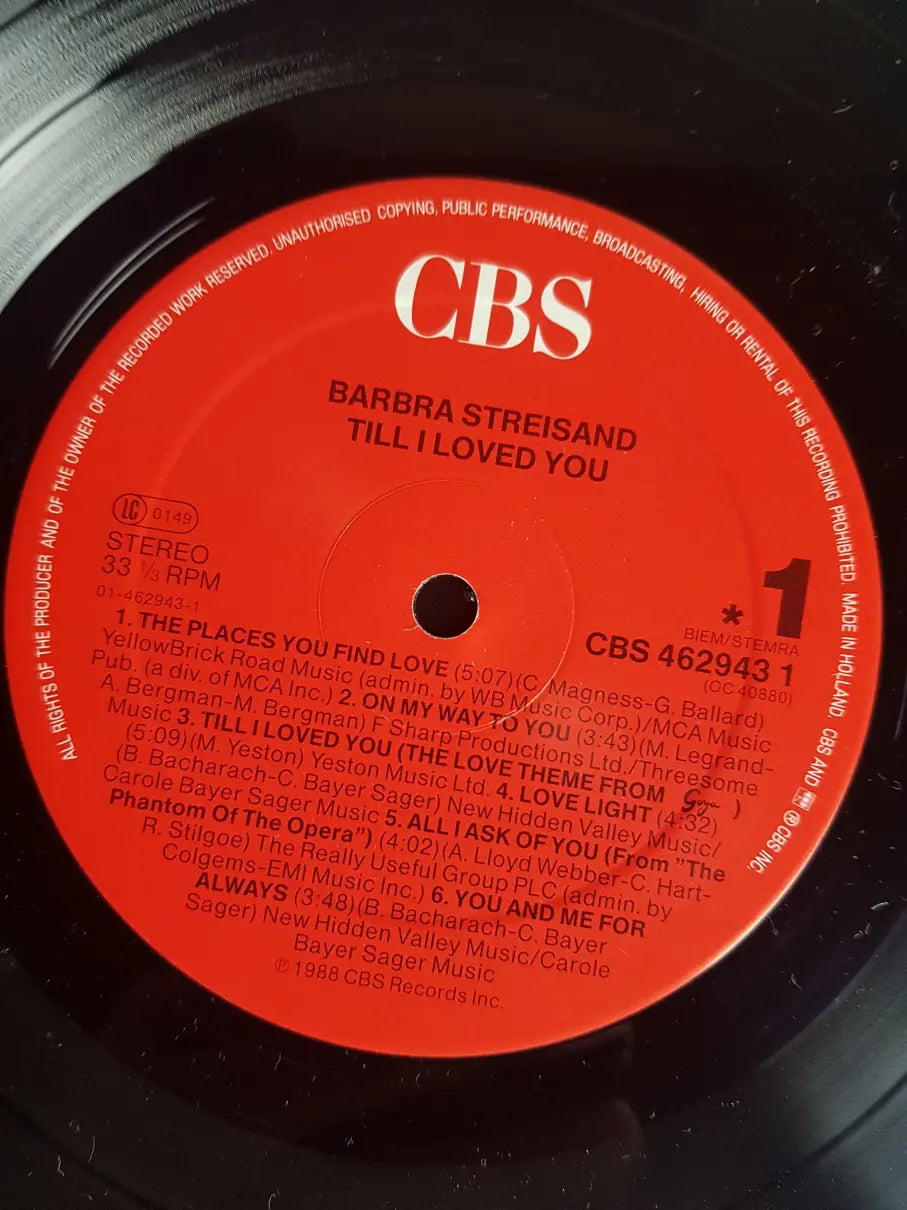 ALL RIGHTS OF THE PRODUCER AND OF THE OWNER OF THE RECORDED WORK RESERVED. UNAUTHORISED COPYING, PUBLIC PERFORMANCE, BROADCASTING, HIRING OR RENTAL OF THIS RECORDING PROHIBITED. MADE IN HOLLAND. CBS AND ℗ CBS INC.
CBS
BARBRA STREISAND
TILL I LOVED YOU
LC 0149
STEREO
33 1/3 RPM
01-462943-1
* 1
BIEM/STEMRA
CBS 462943 1
(OC 40880)
1. THE PLACES YOU FIND LOVE (5:07)(C. Magness-G. Ballard)
YellowBrick Road Music (admin. by WB Music Corp.)/MCA Music
Pub. (a div. of MCA Inc.) 2. ON MY WAY TO YOU (3:43)(M. Legrand-
A. Bergman-M. Bergman) F Sharp Productions Ltd./Threesome
Music 3. TILL I LOVED YOU (THE LOVE THEME FROM Goya )
(5:09)(M. Yeston) Yeston Music Ltd. 4. LOVE LIGHT (4:32)
(B. Bacharach-C. Bayer Sager) New Hidden Valley Music/
Carole Bayer Sager Music 5. ALL I ASK OF YOU (From "The
Phantom Of The Opera") (4:02)(A. Lloyd Webber-C. Hart-
R. Stilgoe) The Really Useful Group PLC (admin. by
Colgems-EMI Music Inc.) 6. YOU AND ME FOR
ALWAYS (3:48)(B. Bacharach-C. Bayer
Sager) New Hidden Valley Music/Carole
Bayer Sager Music
℗ 1988 CBS Records Inc.